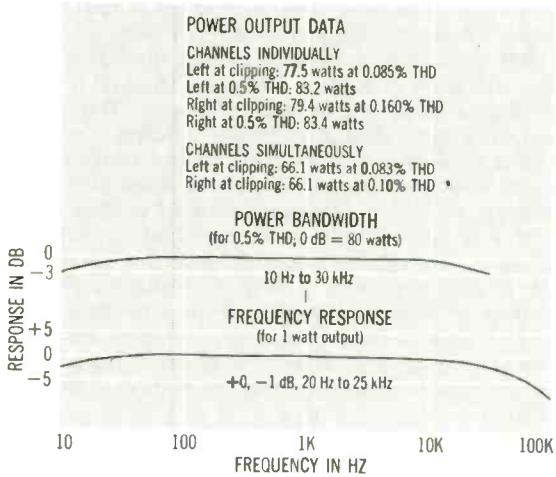 POWER OUTPUT DATA
CHANNELS INDIVIDUALLY
Left at clipping: 77.5 watts at 0.085% THD
Left at 0.5% THD: 83.2 watts
Right at clipping: 79.4 watts at 0.160% THD
Right at 0.5% THD: 83.4 watts
CHANNELS SIMULTANEOUSLY
Left at clipping: 66.1 watts at 0.083% THD
Right at clipping: 66.1 watts at 0.10% THD
POWER BANDWIDTH
(for 0.5% THD; 0 dB = 80 watts)
0
−3
10 Hz to 30 kHz
FREQUENCY RESPONSE
(for 1 watt output)
+5
0
−5
+0, −1 dB, 20 Hz to 25 kHz
RESPONSE IN DB
10 100 1K 10K 100K
FREQUENCY IN HZ